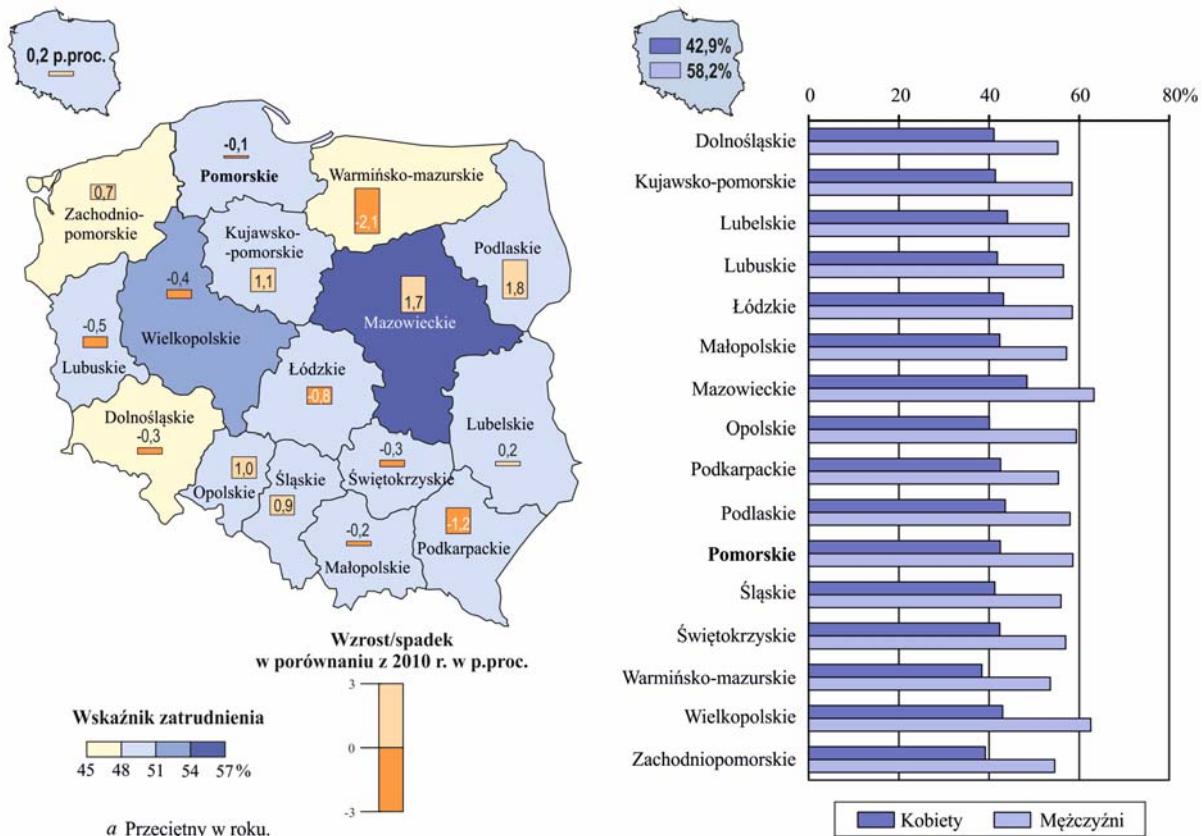 0,2 p.proc.
-0,1
Pomorskie
Warmińsko-mazurskie
-2,1
0,7
Zachodnio-
pomorskie
Kujawsko-
-pomorskie
1,1
Podlaskie
1,8
-0,4
Wielkopolskie
1,7
Mazowieckie
-0,5
Lubuskie
Łódzkie
-0,8
Dolnośląskie
-0,3
Lubelskie
0,2
1,0
Opolskie
Śląskie
0,9
-0,3
Świętokrzyskie
-0,2
Małopolskie
-1,2
Podkarpackie
Wzrost/spadek
w porównaniu z 2010 r. w p.proc.
3
0
-3
Wskaźnik zatrudnienia
45 48 51 54 57%
a Przeciętny w roku.
42,9%
58,2%
0 20 40 60 80%
Dolnośląskie
Kujawsko-pomorskie
Lubelskie
Lubuskie
Łódzkie
Małopolskie
Mazowieckie
Opolskie
Podkarpackie
Podlaskie
Pomorskie
Śląskie
Świętokrzyskie
Warmińsko-mazurskie
Wielkopolskie
Zachodniopomorskie
Kobiety Mężczyźni